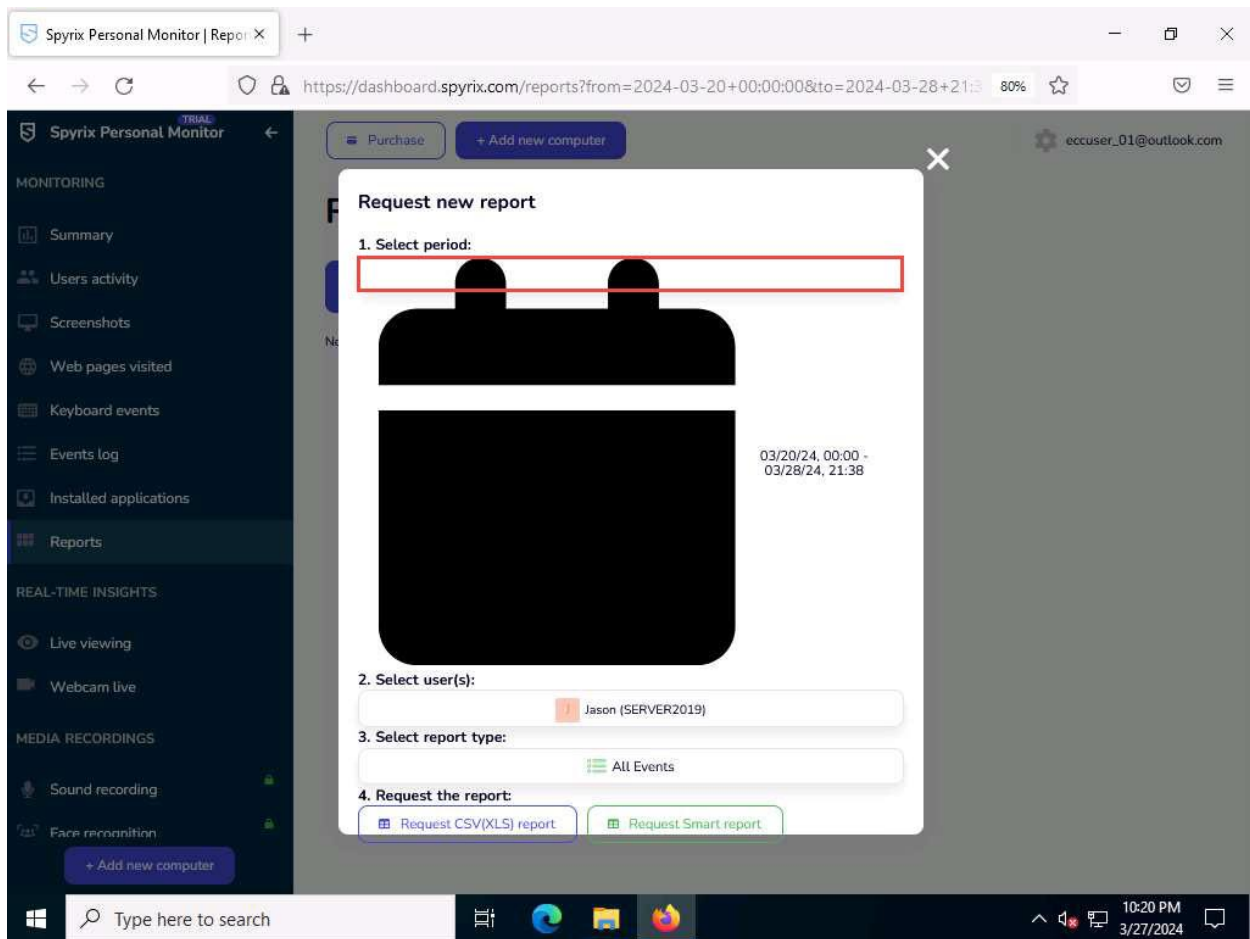 Spyrix Personal Monitor | Repor
https://dashboard.spyrix.com/reports?from=2024-03-20+00:00:00&to=2024-03-28+21:3
80%
TRIAL
Spyrix Personal Monitor
Purchase
+ Add new computer
eccuser_01@outlook.com
MONITORING
Summary
Users activity
Screenshots
Web pages visited
Keyboard events
Events log
Installed applications
Reports
REAL-TIME INSIGHTS
Live viewing
Webcam live
MEDIA RECORDINGS
Sound recording
Face recognition
+ Add new computer
Request new report
1. Select period:
03/20/24, 00:00 -
03/28/24, 21:38
2. Select user(s):
J Jason (SERVER2019)
3. Select report type:
All Events
4. Request the report:
Request CSV(XLS) report
Request Smart report
Type here to search
10:20 PM
3/27/2024